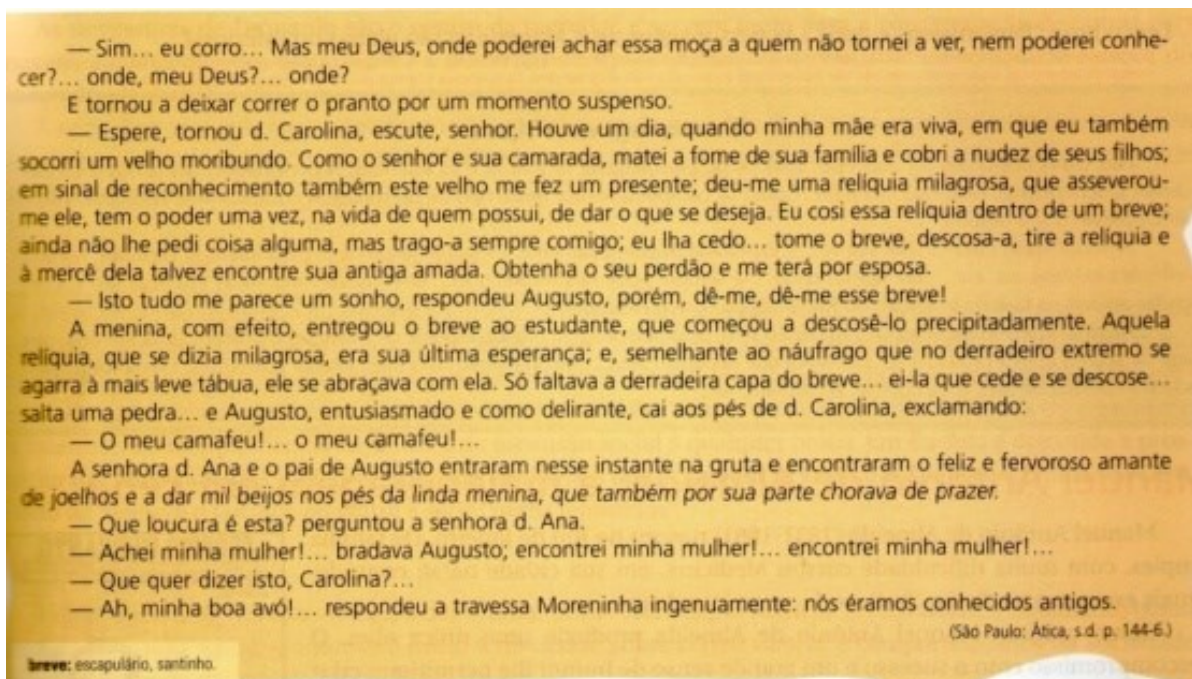 — Sim... eu corro... Mas meu Deus, onde poderei achar essa moça a quem não tornei a ver, nem poderei conhe-
cer?... onde, meu Deus?... onde?
E tornou a deixar correr o pranto por um momento suspenso.
— Espere, tornou d. Carolina, escute, senhor. Houve um dia, quando minha mãe era viva, em que eu também
socorri um velho moribundo. Como o senhor e sua camarada, matei a fome de sua família e cobri a nudez de seus filhos;
em sinal de reconhecimento também este velho me fez um presente; deu-me uma relíquia milagrosa, que asseverou-
me ele, tem o poder uma vez, na vida de quem possui, de dar o que se deseja. Eu cosi essa relíquia dentro de um breve;
ainda não lhe pedi coisa alguma, mas trago-a sempre comigo; eu lha cedo... tome o breve, descosa-a, tire a relíquia e
à mercê dela talvez encontre sua antiga amada. Obtenha o seu perdão e me terá por esposa.
— Isto tudo me parece um sonho, respondeu Augusto, porém, dê-me, dê-me esse breve!
A menina, com efeito, entregou o breve ao estudante, que começou a descosê-lo precipitadamente. Aquela
relíquia, que se dizia milagrosa, era sua última esperança; e, semelhante ao náufrago que no derradeiro extremo se
agarra à mais leve tábua, ele se abraçava com ela. Só faltava a derradeira capa do breve... ei-la que cede e se descose...
salta uma pedra... e Augusto, entusiasmado e como delirante, cai aos pés de d. Carolina, exclamando:
— O meu camafeu!... o meu camafeu!...
A senhora d. Ana e o pai de Augusto entraram nesse instante na gruta e encontraram o feliz e fervoroso amante
de joelhos e a dar mil beijos nos pés da linda menina, que também por sua parte chorava de prazer.
— Que loucura é esta? perguntou a senhora d. Ana.
— Achei minha mulher!... bradava Augusto; encontrei minha mulher!... encontrei minha mulher!...
— Que quer dizer isto, Carolina?...
— Ah, minha boa avó!... respondeu a travessa Moreninha ingenuamente: nós éramos conhecidos antigos.
(São Paulo: Ática, s.d. p. 144-6.)
breve: escapulário, santinho.